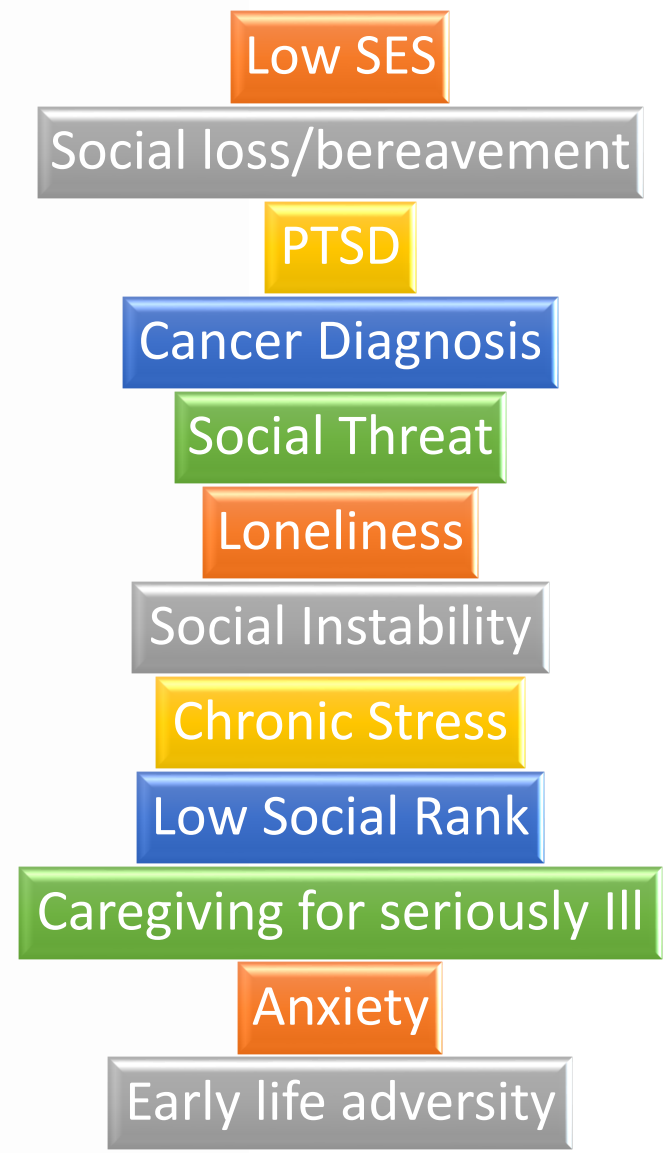 Low SES
Social loss/bereavement
PTSD
Cancer Diagnosis
Social Threat
Loneliness
Social Instability
Chronic Stress
Low Social Rank
Caregiving for seriously Ill
Anxiety
Early life adversity